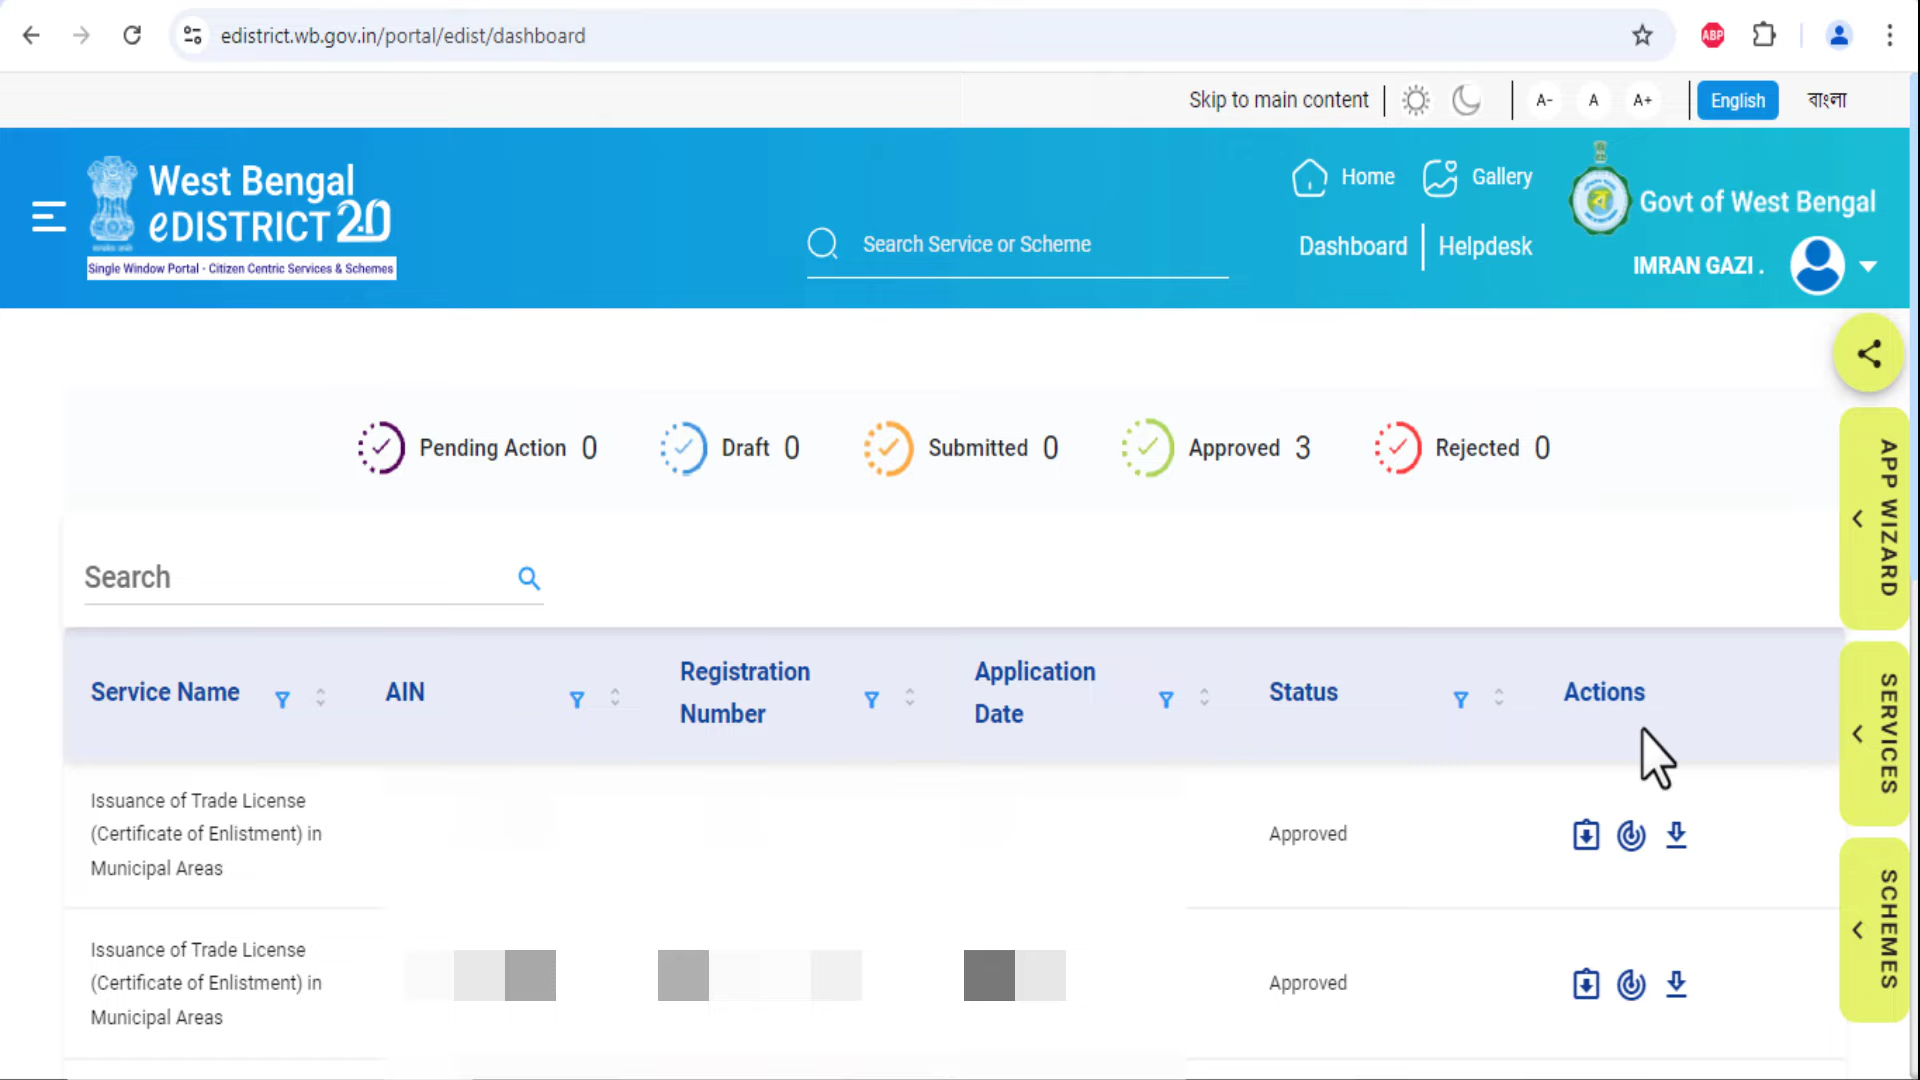 edistrict.wb.gov.in/portal/edist/dashboard
ABP
Skip to main content
A-
A
A+
English
বাংলা
West Bengal
eDISTRICT 2.0
Single Window Portal - Citizen Centric Services & Schemes
Search Service or Scheme
Home
Gallery
Dashboard
Helpdesk
Govt of West Bengal
IMRAN GAZI .
Pending Action 0
Draft 0
Submitted 0
Approved 3
Rejected 0
APP WIZARD
SERVICES
SCHEMES
Search
Service Name
AIN
Registration
Number
Application
Date
Status
Actions
Issuance of Trade License
(Certificate of Enlistment) in
Municipal Areas
Approved
Issuance of Trade License
(Certificate of Enlistment) in
Municipal Areas
Approved